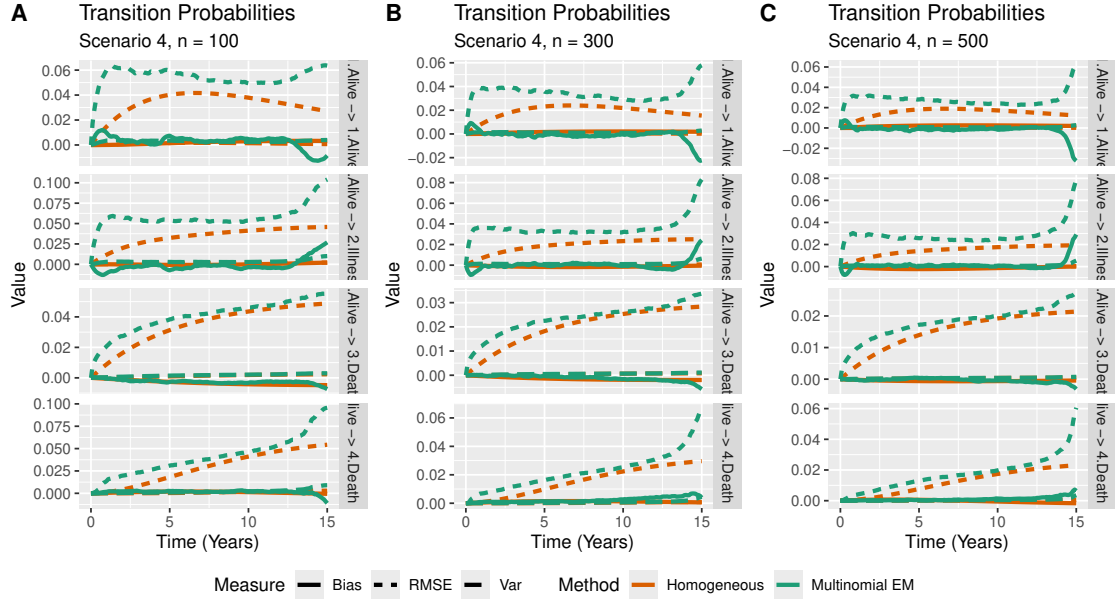 A
Transition Probabilities
Scenario 4, n = 100
Value
0.06
0.04
0.02
0.00
.Alive −> 1.Alive
0.100
0.075
0.050
0.025
0.000
.Alive −> 2.Illnes
0.04
0.02
0.00
.Alive −> 3.Deat
0.100
0.075
0.050
0.025
0.000
live −> 4.Death
0
5
10
15
Time (Years)
B
Transition Probabilities
Scenario 4, n = 300
Value
0.06
0.04
0.02
0.00
−0.02
.Alive −> 1.Alive
0.08
0.06
0.04
0.02
0.00
.Alive −> 2.Illnes
0.03
0.02
0.01
0.00
.Alive −> 3.Deat
0.06
0.04
0.02
0.00
live −> 4.Death
0
5
10
15
Time (Years)
C
Transition Probabilities
Scenario 4, n = 500
Value
0.06
0.04
0.02
0.00
−0.02
.Alive −> 1.Alive
0.08
0.06
0.04
0.02
0.00
.Alive −> 2.Illnes
0.02
0.01
0.00
.Alive −> 3.Deat
0.06
0.04
0.02
0.00
live −> 4.Death
0
5
10
15
Time (Years)
Measure Bias RMSE Var Method Homogeneous Multinomial EM